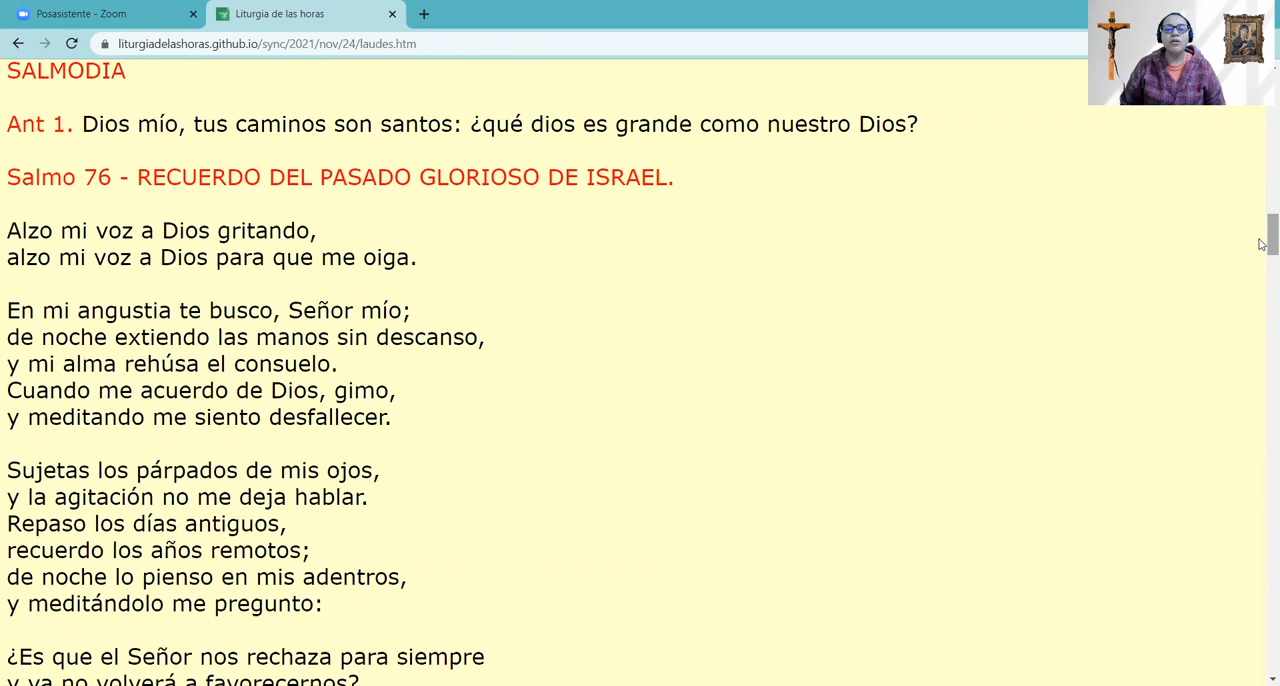 Posasistente - Zoom
Liturgia de las horas
liturgiadelashoras.github.io/sync/2021/nov/24/laudes.htm
SALMODIA
Ant 1. Dios mío, tus caminos son santos: ¿qué dios es grande como nuestro Dios?
Salmo 76 - RECUERDO DEL PASADO GLORIOSO DE ISRAEL.
Alzo mi voz a Dios gritando,
alzo mi voz a Dios para que me oiga.
En mi angustia te busco, Señor mío;
de noche extiendo las manos sin descanso,
y mi alma rehúsa el consuelo.
Cuando me acuerdo de Dios, gimo,
y meditando me siento desfallecer.
Sujetas los párpados de mis ojos,
y la agitación no me deja hablar.
Repaso los días antiguos,
recuerdo los años remotos;
de noche lo pienso en mis adentros,
y meditándolo me pregunto:
¿Es que el Señor nos rechaza para siempre
y ya no volverá a favorecernos?